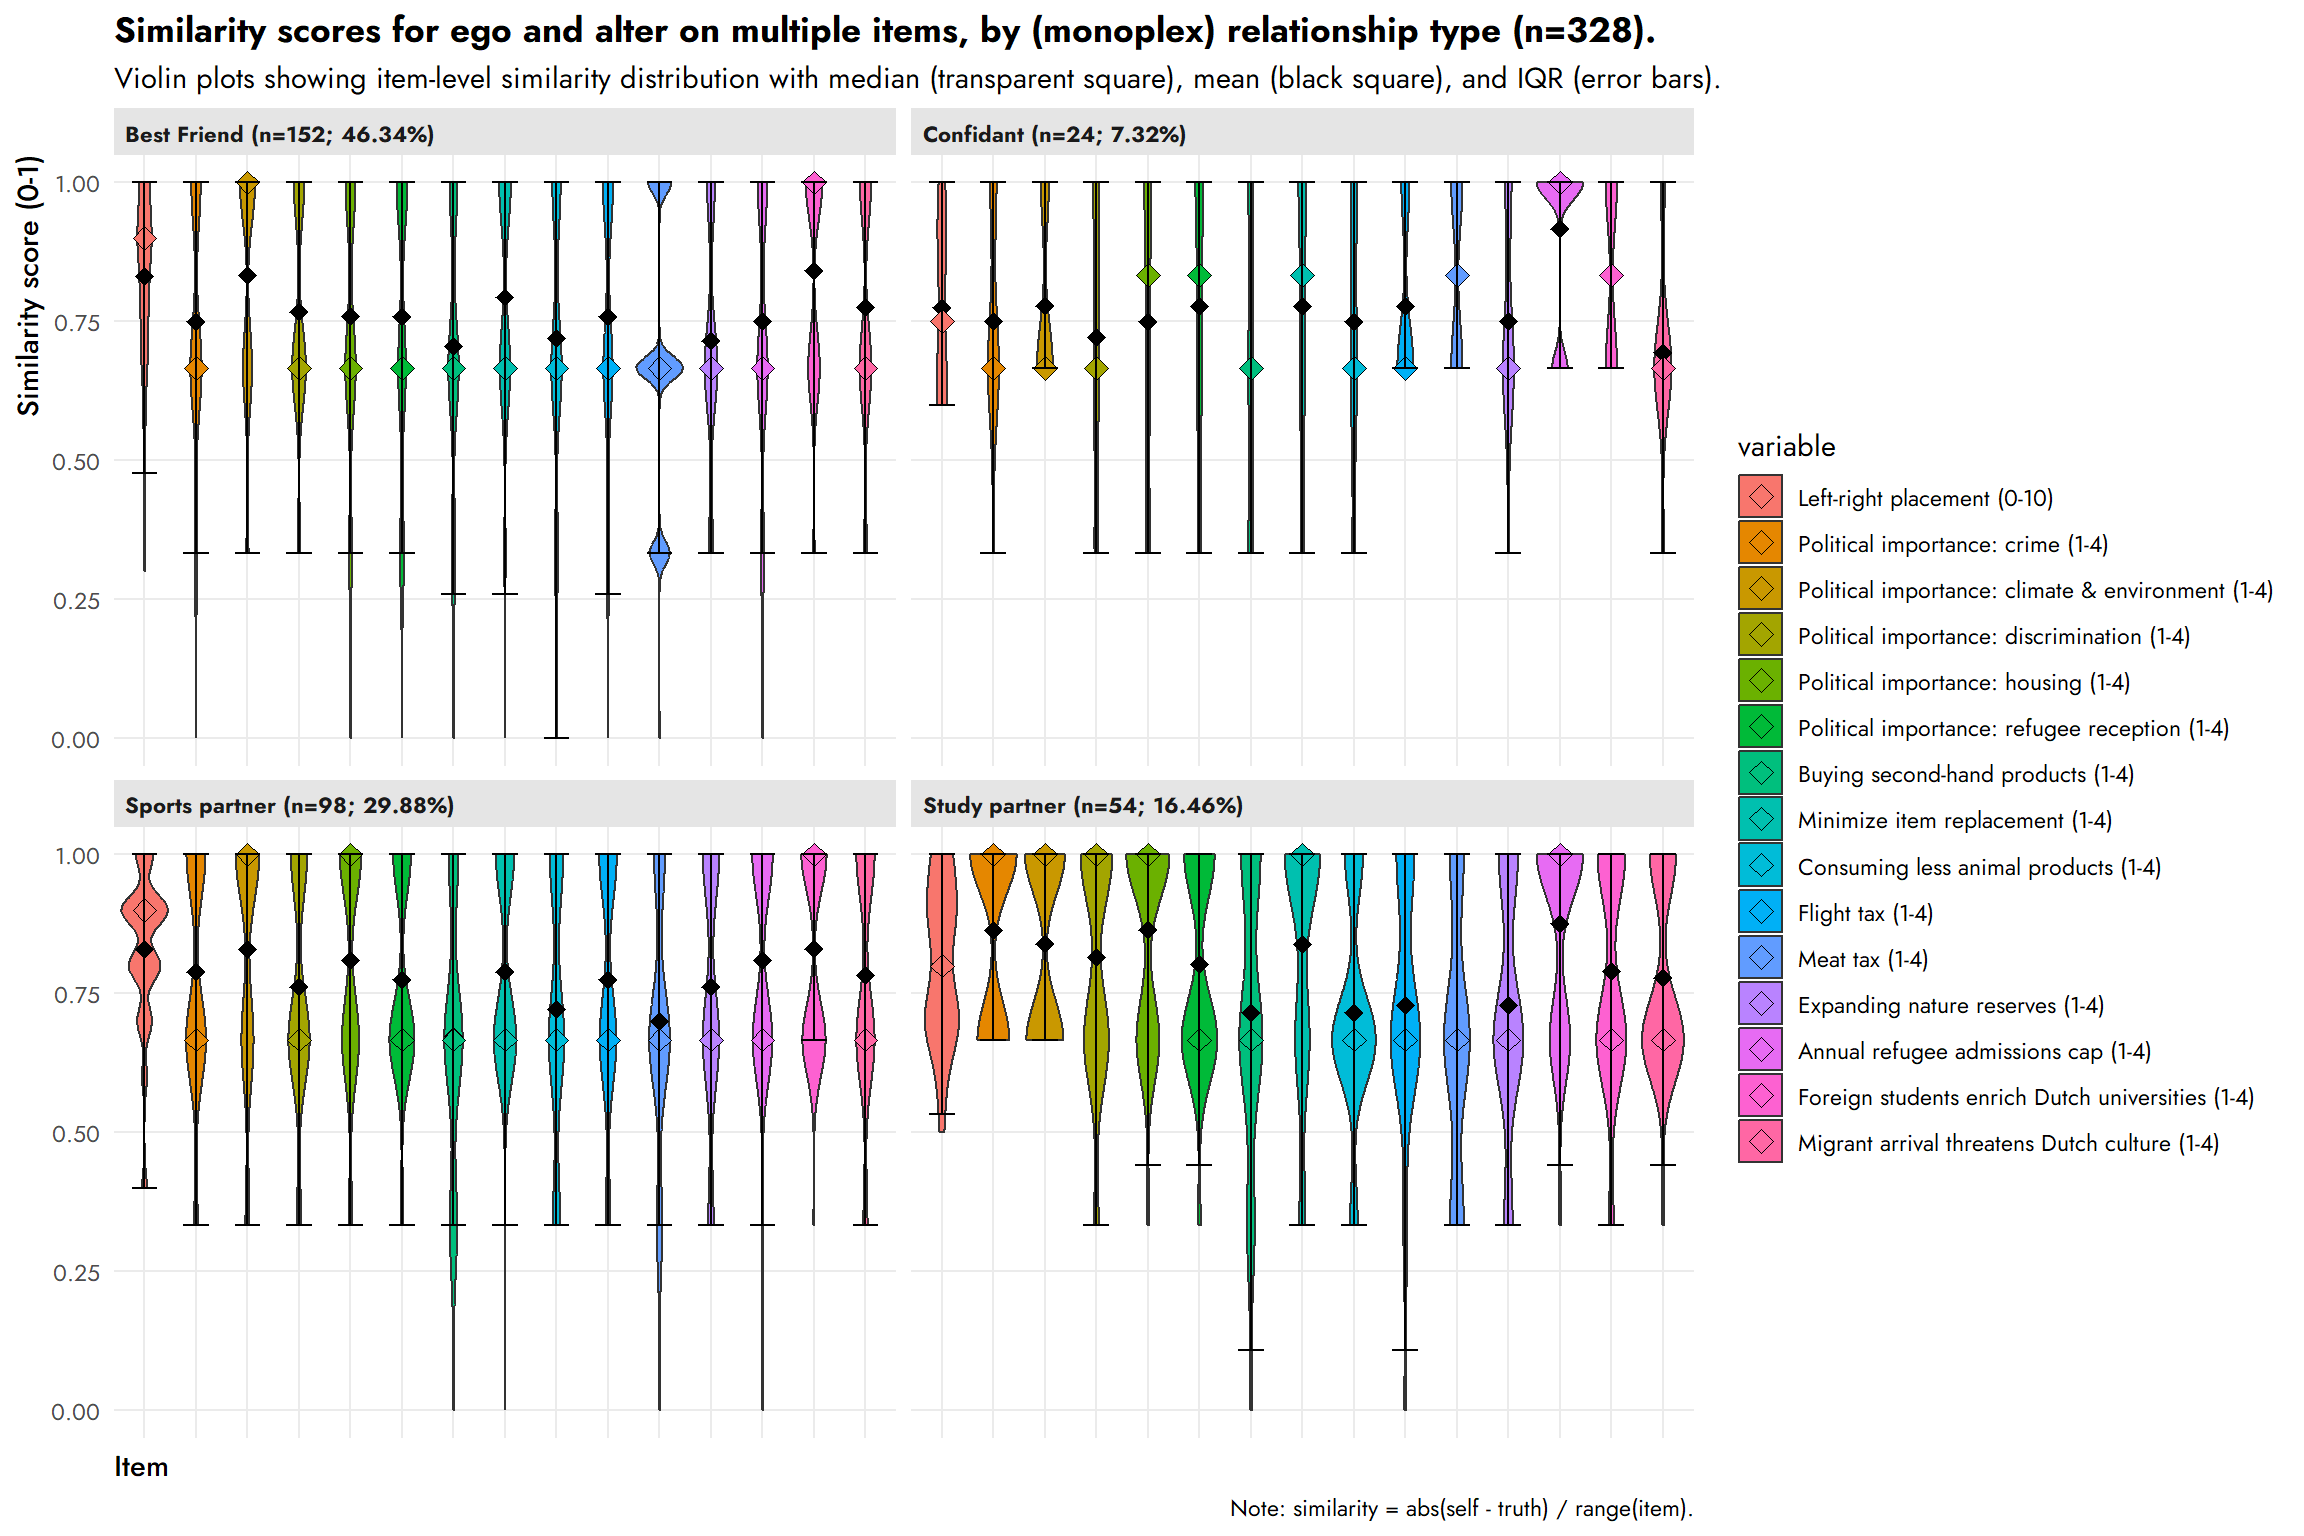 Similarity scores for ego and alter on multiple items, by (monoplex) relationship type (n=328).
Violin plots showing item-level similarity distribution with median (transparent square), mean (black square), and IQR (error bars).
Best Friend (n=152; 46.34%)
Confidant (n=24; 7.32%)
Similarity score (0-1)
1.00
0.75
0.50
0.25
0.00
Sports partner (n=98; 29.88%)
Study partner (n=54; 16.46%)
1.00
0.75
0.50
0.25
0.00
Item
variable
Left-right placement (0-10)
Political importance: crime (1-4)
Political importance: climate & environment (1-4)
Political importance: discrimination (1-4)
Political importance: housing (1-4)
Political importance: refugee reception (1-4)
Buying second-hand products (1-4)
Minimize item replacement (1-4)
Consuming less animal products (1-4)
Flight tax (1-4)
Meat tax (1-4)
Expanding nature reserves (1-4)
Annual refugee admissions cap (1-4)
Foreign students enrich Dutch universities (1-4)
Migrant arrival threatens Dutch culture (1-4)
Note: similarity = abs(self - truth) / range(item).